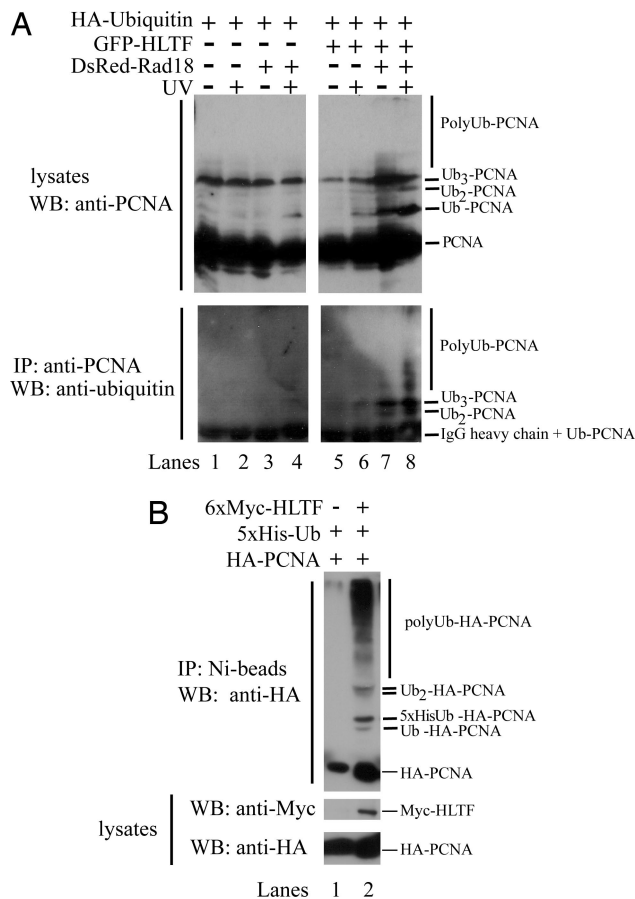 A
HA-Ubiquitin + + + + + + + +
GFP-HLTF - - - - + + + +
DsRed-Rad18 - - + + - - + +
UV - + - + - + - +
lysates
WB: anti-PCNA
PolyUb-PCNA
Ub3-PCNA
Ub2-PCNA
Ub-PCNA
PCNA
IP: anti-PCNA
WB: anti-ubiquitin
PolyUb-PCNA
Ub3-PCNA
Ub2-PCNA
IgG heavy chain + Ub-PCNA
Lanes 1 2 3 4 5 6 7 8
B
6xMyc-HLTF - +
5xHis-Ub + +
HA-PCNA + +
IP: Ni-beads
WB: anti-HA
polyUb-HA-PCNA
Ub2-HA-PCNA
5xHisUb -HA-PCNA
Ub -HA-PCNA
HA-PCNA
lysates
WB: anti-Myc
Myc-HLTF
WB: anti-HA
HA-PCNA
Lanes 1 2